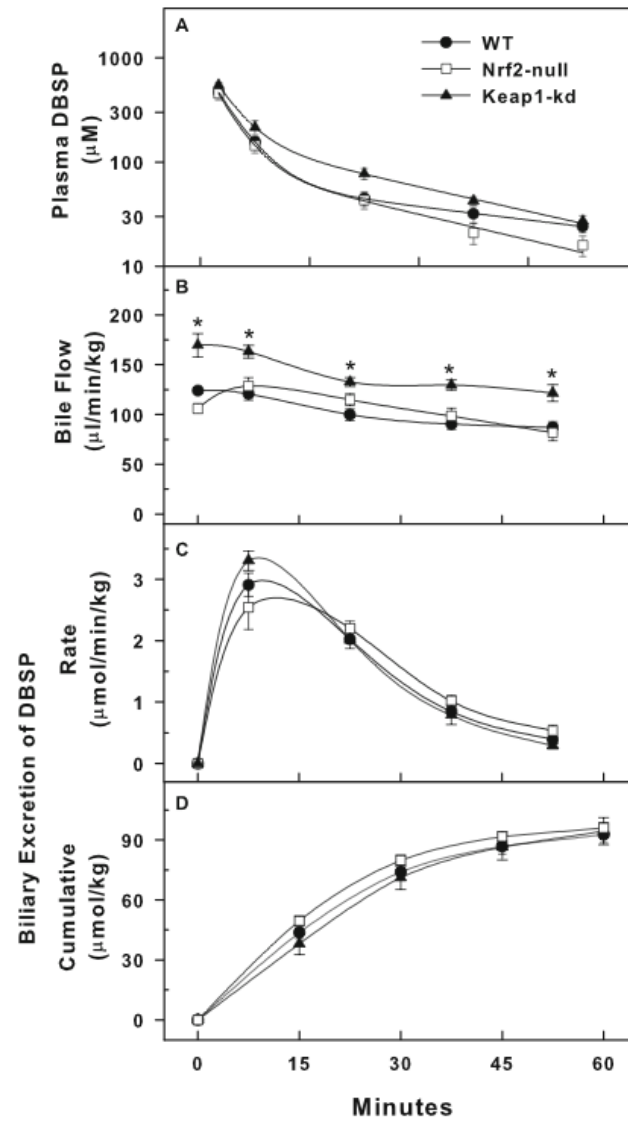 A
WT
Nrf2-null
Keap1-kd
Plasma DBSP
(μM)
1000
300
100
30
10
B
Bile Flow
(μl/min/kg)
200
150
100
50
0
* * * * *
C
Biliary Excretion of DBSP
Rate
(μmol/min/kg)
3
2
1
0
D
Cumulative
(μmol/kg)
90
60
30
0
0 15 30 45 60
Minutes